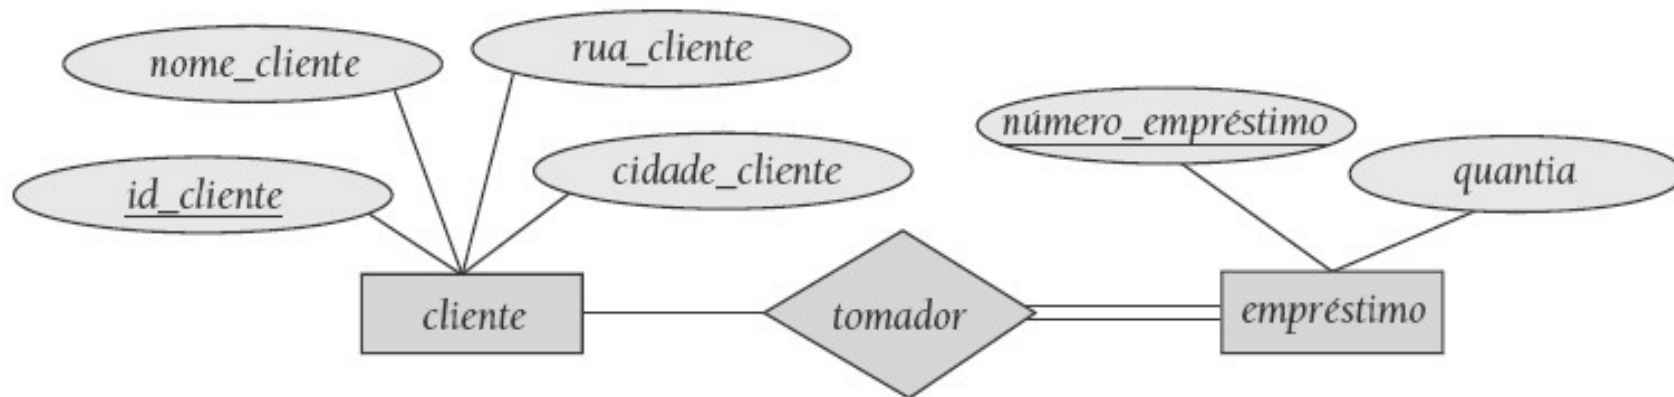 nome_cliente
rua_cliente
id_cliente
cidade_cliente
número_empréstimo
quantia
cliente
tomador
empréstimo